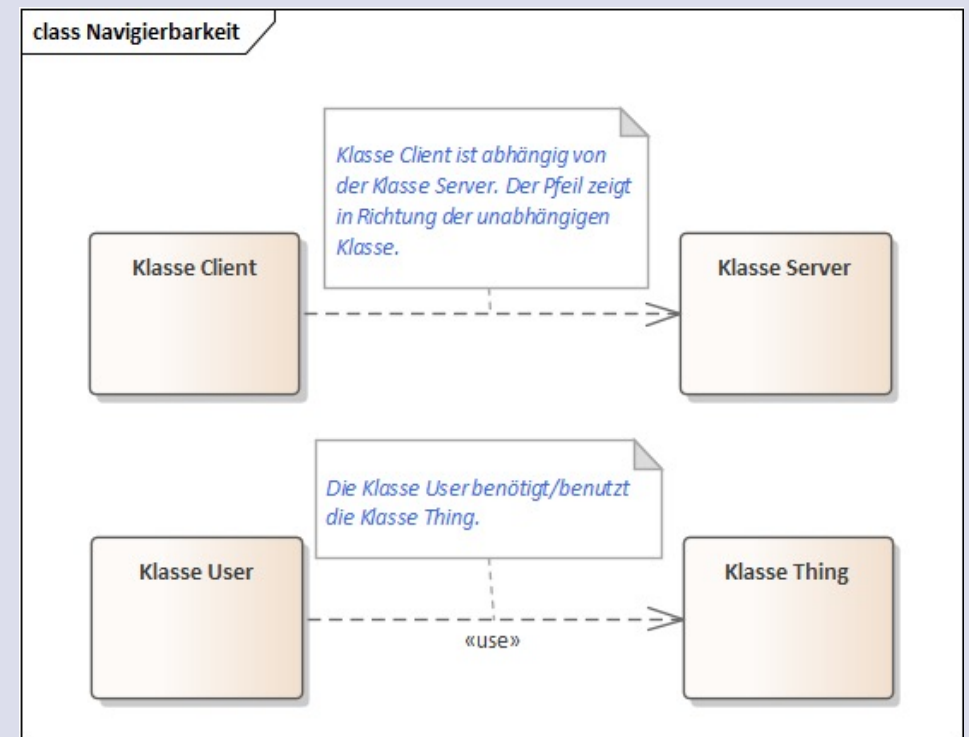 class Navigierbarkeit
Klasse Client ist abhängig von
der Klasse Server. Der Pfeil zeigt
in Richtung der unabhängigen
Klasse.
Klasse Client
Klasse Server
Die Klasse User benötigt/benutzt
die Klasse Thing.
Klasse User
Klasse Thing
«use»